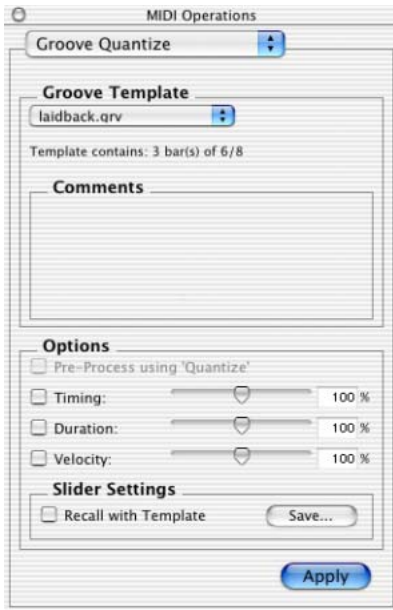 MIDI Operations
Groove Quantize
Groove Template
laidback.grv
Template contains: 3 bar(s) of 6/8
Comments
Options
Pre-Process using 'Quantize'
Timing: 100 %
Duration: 100 %
Velocity: 100 %
Slider Settings
Recall with Template Save...
Apply